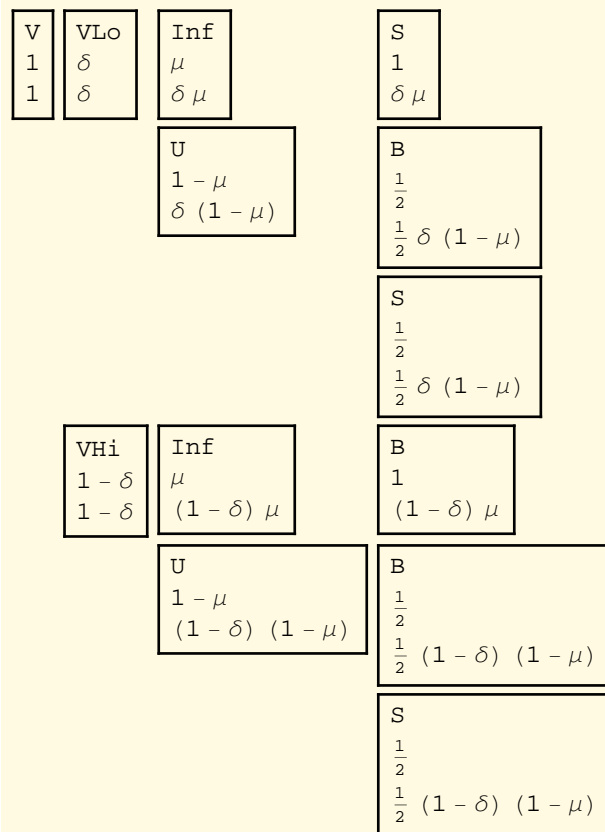 V VLo Inf S
1 δ μ 1
1 δ δ μ δ μ
U B
1 − μ 1/2
δ (1 − μ) 1/2 δ (1 − μ)
S
1/2
1/2 δ (1 − μ)
VHi Inf B
1 − δ μ 1
1 − δ (1 − δ) μ (1 − δ) μ
U B
1 − μ 1/2
(1 − δ) (1 − μ) 1/2 (1 − δ) (1 − μ)
S
1/2
1/2 (1 − δ) (1 − μ)